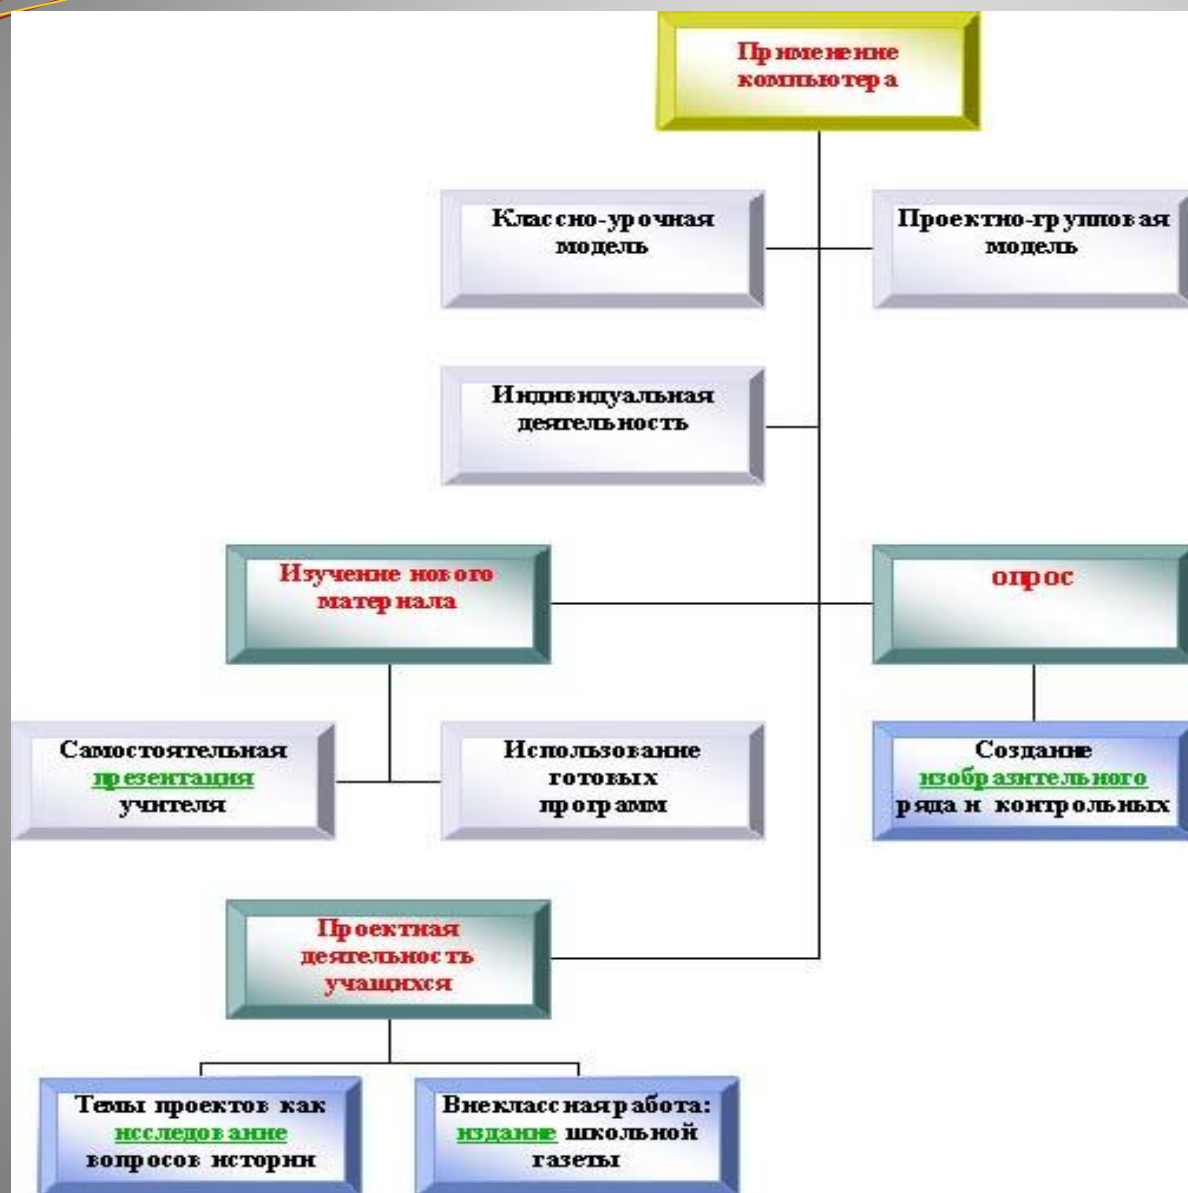 Применение
компьютера
Классно-урочная
модель
Проектно-групповая
модель
Индивидуальная
деятельность
Изучение нового
материала
опрос
Самостоятельная
презентация
учителя
Использование
готовых
программ
Создание
изобразительного
ряда и контрольных
Проектная
деятельность
учащихся
Темы проектов как
исследование
вопросов истории
Внеклассная работа:
издание школьной
газеты